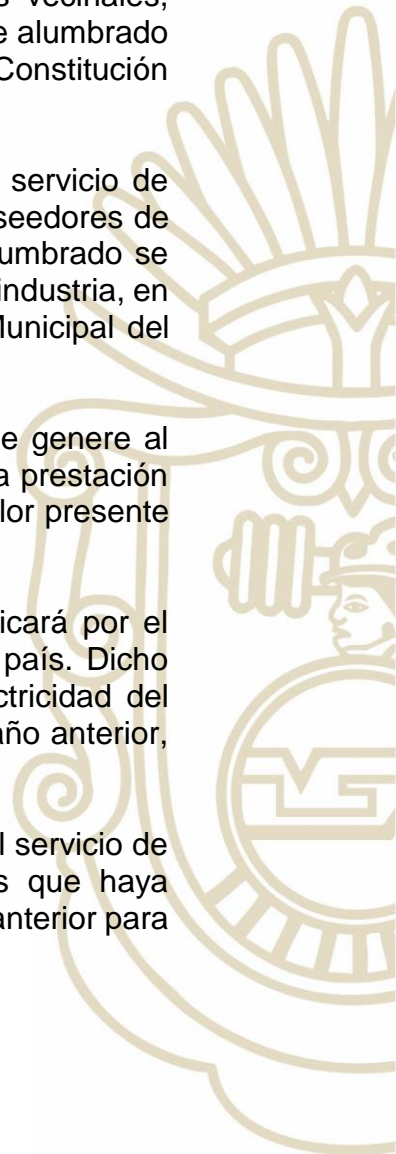 vecinales,
e alumbrado
Constitución
servicio de
seedores de
umbrado se
industria, en
Municipal del
e genere al
a prestación
lor presente
icará por el
país. Dicho
ctricidad del
año anterior,
l servicio de
s que haya
anterior para